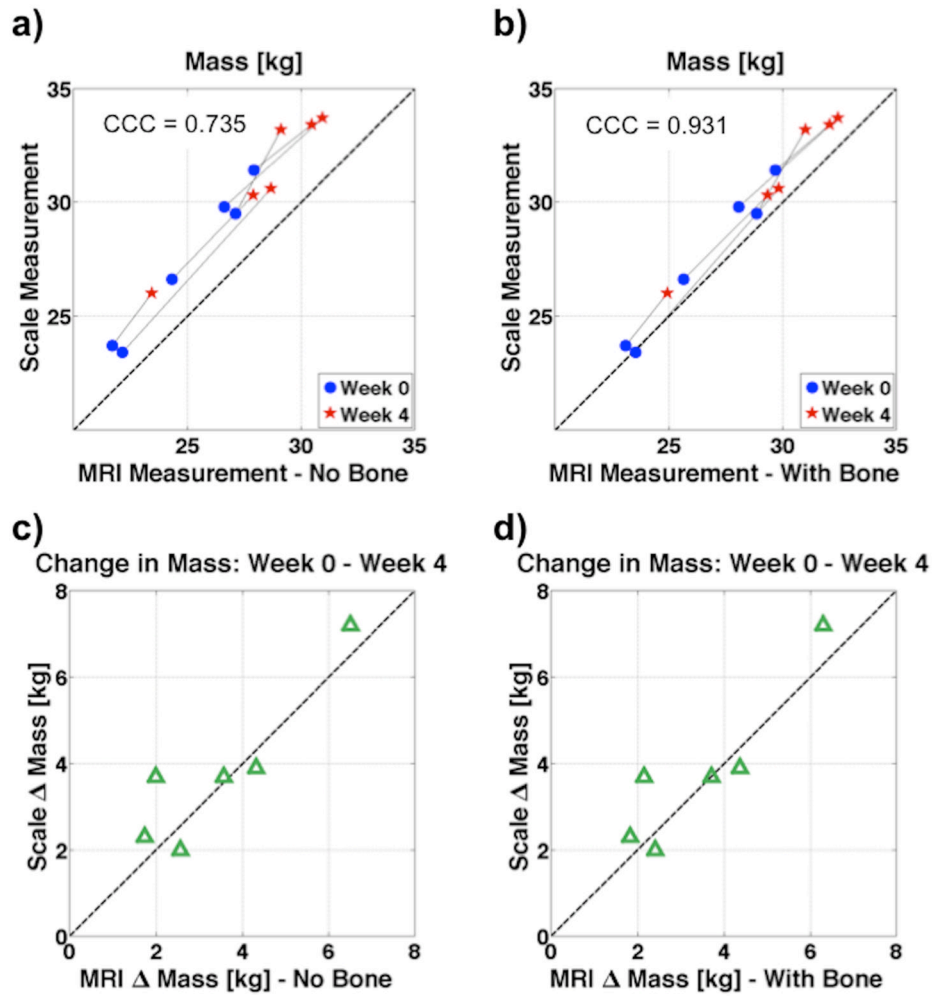 a)
Mass [kg]
CCC = 0.735
35
30
25
Scale Measurement
Week 0
Week 4
25 30 35
MRI Measurement - No Bone
b)
Mass [kg]
CCC = 0.931
35
30
25
Scale Measurement
Week 0
Week 4
25 30 35
MRI Measurement - With Bone
c)
Change in Mass: Week 0 - Week 4
8
6
4
2
0
Scale Δ Mass [kg]
0 2 4 6 8
MRI Δ Mass [kg] - No Bone
d)
Change in Mass: Week 0 - Week 4
8
6
4
2
0
Scale Δ Mass [kg]
0 2 4 6 8
MRI Δ Mass [kg] - With Bone